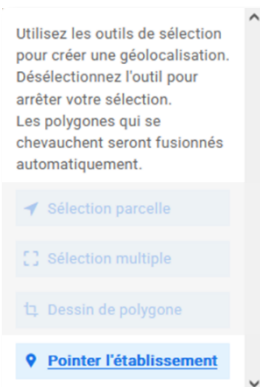 Utilisez les outils de sélection
pour créer une géolocalisation.
Désélectionnez l'outil pour
arrêter votre sélection.
Les polygones qui se
chevauchent seront fusionnés
automatiquement.
Sélection parcelle
Sélection multiple
Dessin de polygone
Pointer l'établissement